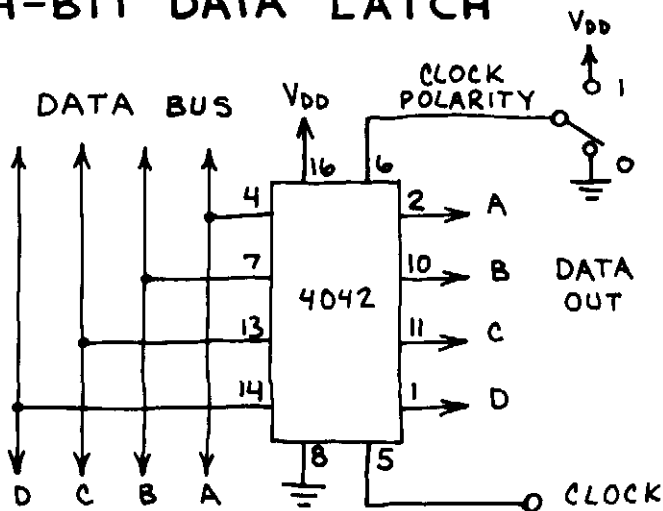 4-BIT DATA LATCH
VDD
CLOCK
POLARITY
1
0
DATA BUS
VDD
16
6
4
7
13
14
4042
2
A
10
B
11
C
1
D
DATA
OUT
8
5
D C B A
CLOCK